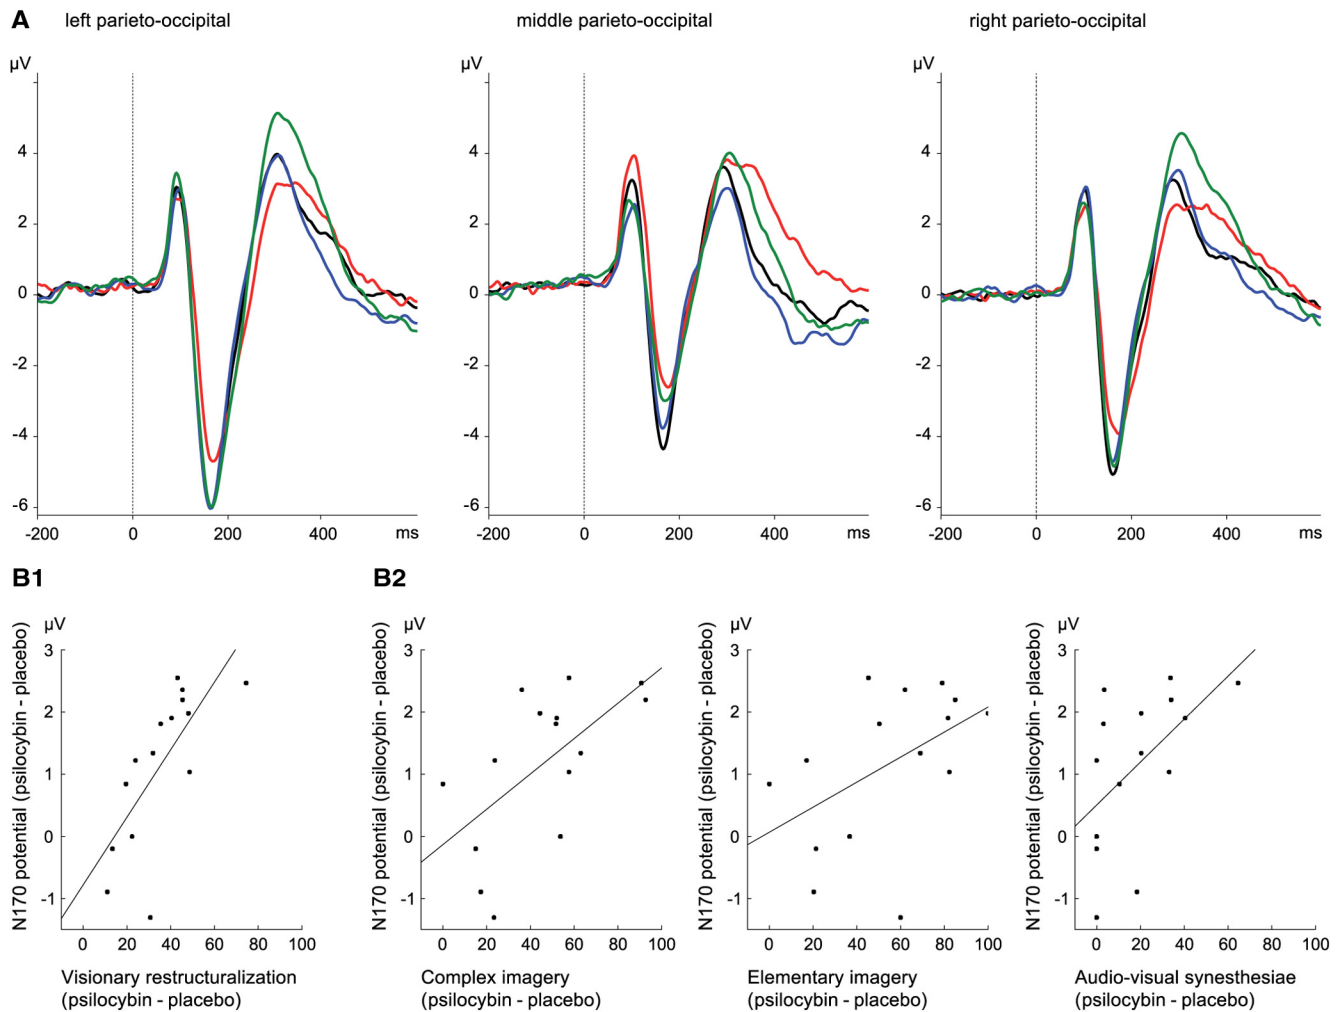 A
left parieto-occipital
middle parieto-occipital
right parieto-occipital
µV
µV
µV
4
2
0
-2
-4
-6
-200
0
200
400
ms
4
2
0
-2
-4
-6
-200
0
200
400
ms
4
2
0
-2
-4
-6
-200
0
200
400
ms
B1
B2
µV
N170 potential (psilocybin - placebo)
3
2
1
0
-1
0
20
40
60
80
100
Visionary restructuralization
(psilocybin - placebo)
µV
N170 potential (psilocybin - placebo)
3
2
1
0
-1
0
20
40
60
80
100
Complex imagery
(psilocybin - placebo)
µV
N170 potential (psilocybin - placebo)
3
2
1
0
-1
0
20
40
60
80
100
Elementary imagery
(psilocybin - placebo)
µV
N170 potential (psilocybin - placebo)
3
2
1
0
-1
0
20
40
60
80
100
Audio-visual synesthesiae
(psilocybin - placebo)